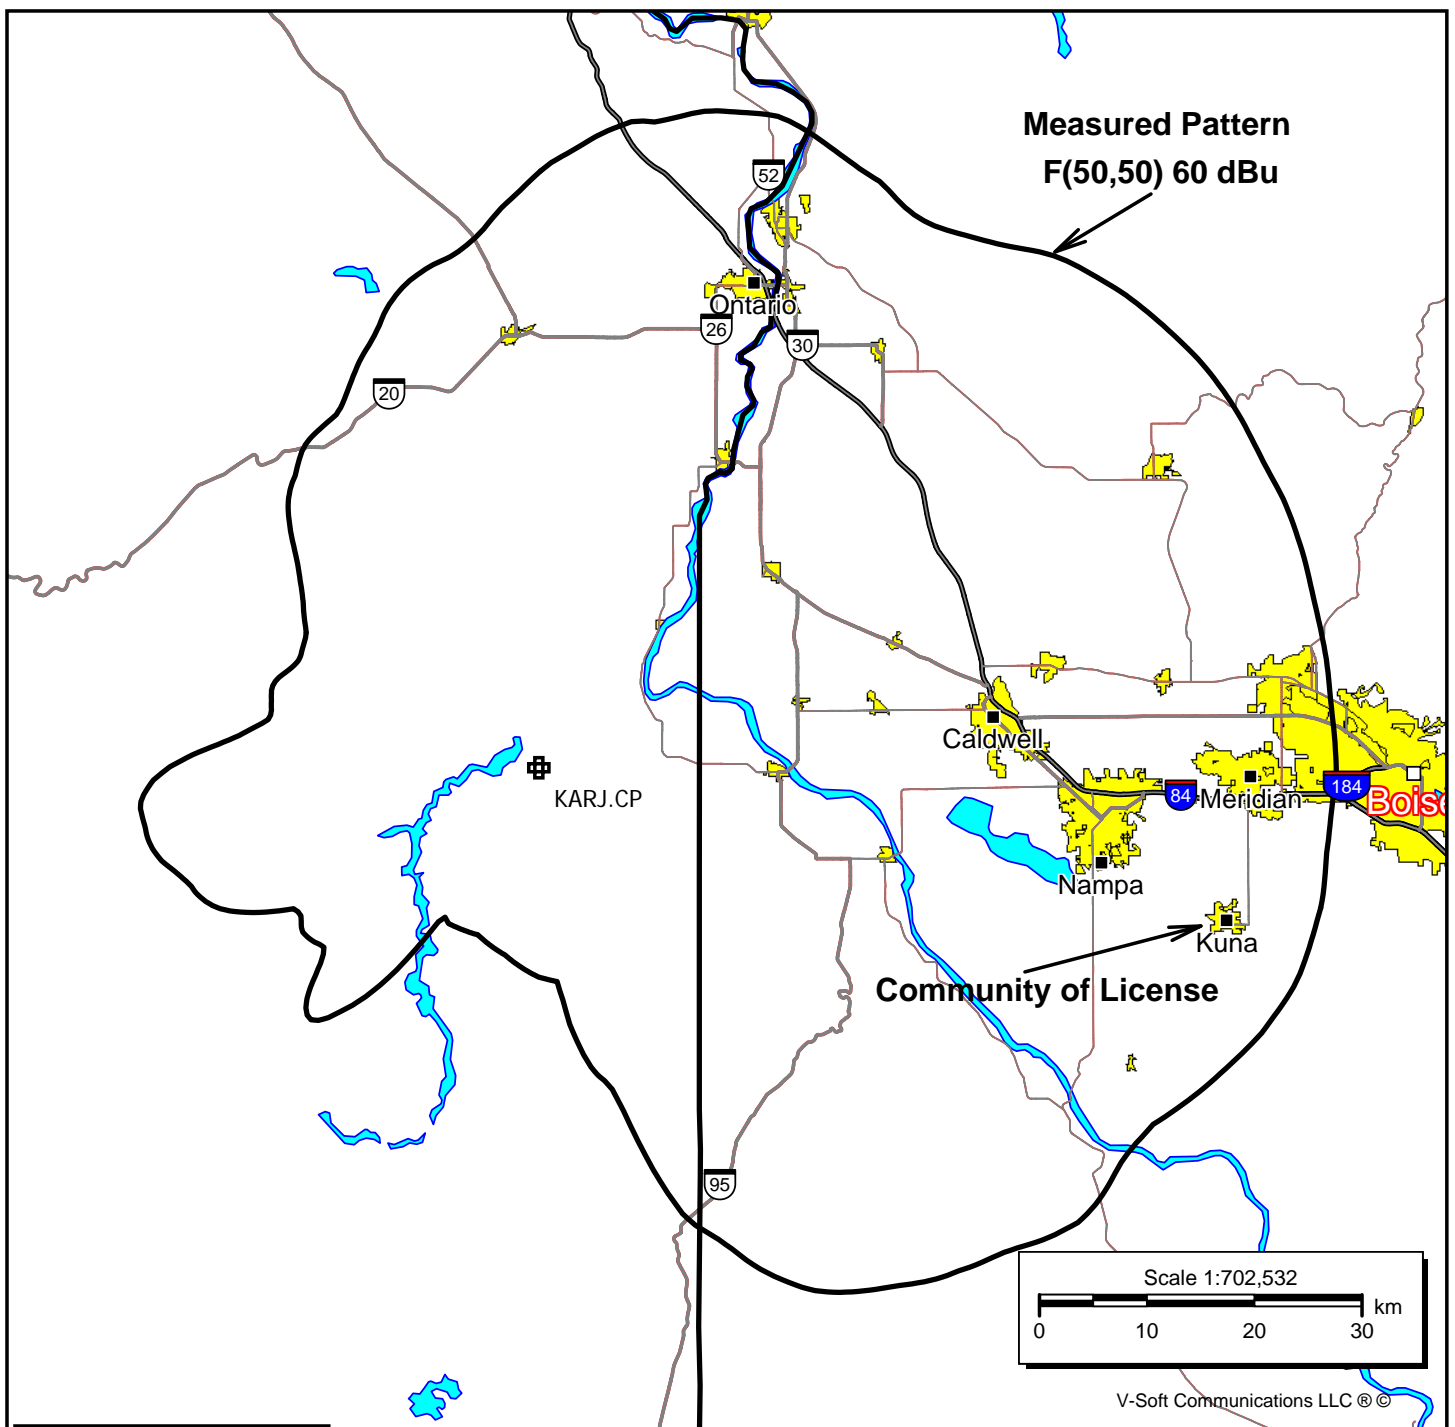 Measured Pattern
F(50,50) 60 dBu
52
Ontario
26
30
20
Caldwell
KARJ.CP
84
Meridian
184
Boise
Nampa
Kuna
Community of License
95
Scale 1:702,532
km
0 10 20 30
V-Soft Communications LLC ® ©